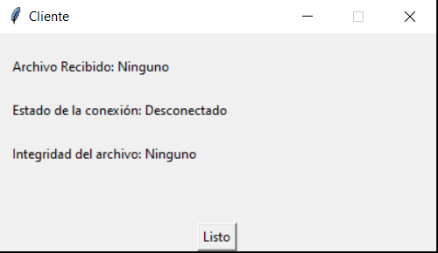 Cliente
Archivo Recibido: Ninguno
Estado de la conexión: Desconectado
Integridad del archivo: Ninguno
Listo